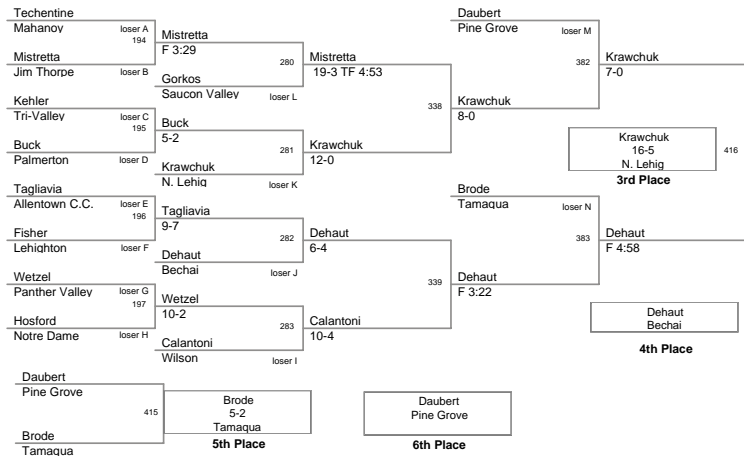 Techentine
Mahanoy
loser A
194
Mistretta
Jim Thorpe
loser B
Mistretta
F 3:29
280
Gorkos
Saucon Valley
loser L
Kehler
Tri-Valley
loser C
195
Buck
Palmerton
loser D
Buck
5-2
281
Krawchuk
N. Lehig
loser K
Mistretta
19-3 TF 4:53
338
Krawchuk
12-0
Tagliavia
Allentown C.C.
loser E
196
Fisher
Lehighton
loser F
Tagliavia
9-7
282
Dehaut
Bechai
loser J
Wetzel
Panther Valley
loser G
197
Hosford
Notre Dame
loser H
Wetzel
10-2
283
Calantoni
Wilson
loser I
Dehaut
6-4
339
Calantoni
10-4
Daubert
Pine Grove
loser M
382
Krawchuk
8-0
Krawchuk
7-0
Krawchuk
16-5
N. Lehig
3rd Place
416
Brode
Tamaqua
loser N
383
Dehaut
F 3:22
Dehaut
F 4:58
Dehaut
Bechai
4th Place
Daubert
Pine Grove
415
Brode
Tamaqua
Brode
5-2
Tamaqua
5th Place
Daubert
Pine Grove
6th Place